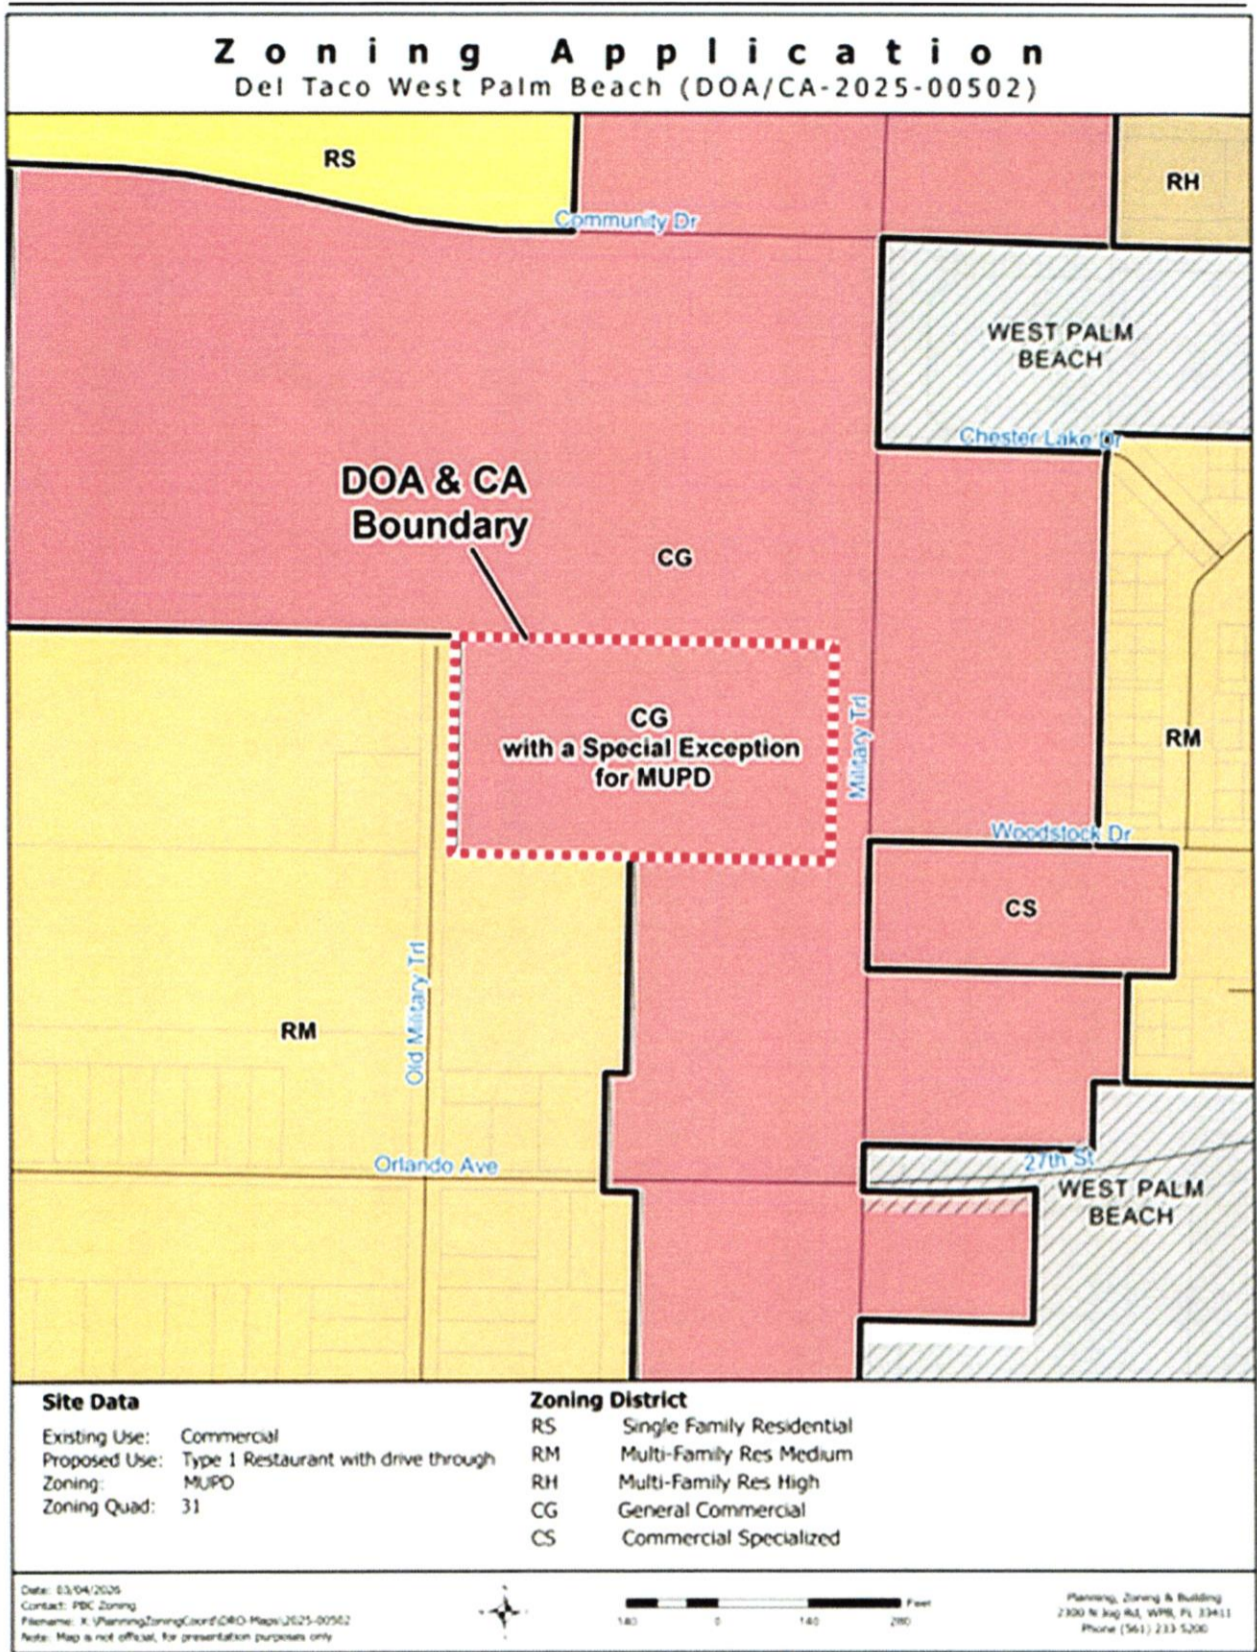 Zoning Application
Del Taco West Palm Beach (DOA/CA-2025-00502)
RS
RH
Community Dr
WEST PALM
BEACH
Chester Lake Dr
DOA & CA
Boundary
CG
CG
with a Special Exception
for MUPD
Military Trl
RM
Woodstock Dr
CS
Old Military Trl
RM
Orlando Ave
27th St
WEST PALM
BEACH
Site Data
Existing Use: Commercial
Proposed Use: Type 1 Restaurant with drive through
Zoning: MUPD
Zoning Quad: 31
Zoning District
RS Single Family Residential
RM Multi-Family Res Medium
RH Multi-Family Res High
CG General Commercial
CS Commercial Specialized
Date: 03/04/2026
Contact: PBC Zoning
Filename: X:\PlanningZoningCoord\DRO-Maps\2025-00502
Note: Map is not official, for presentation purposes only
Feet
140 0 140 280
Planning, Zoning & Building
2300 N Jog Rd, WPB, FL 33411
Phone (561) 233-5200